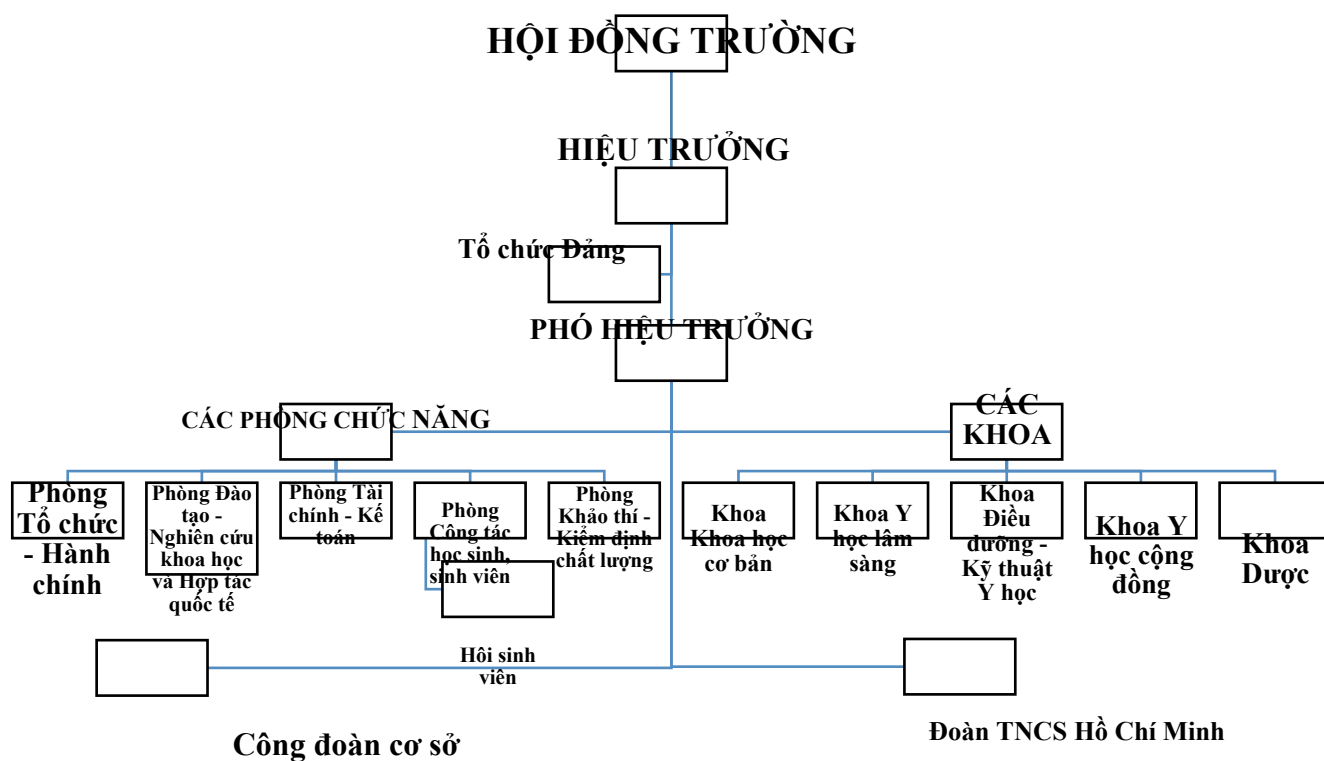 HỘI ĐỒNG TRƯỜNG
HIỆU TRƯỞNG
Tổ chức Đảng
PHÓ HIỆU TRƯỞNG
CÁC PHÒNG CHỨC NĂNG
CÁC
KHOA
Phòng
Tổ chức
- Hành
chính
Phòng Đào
tạo -
Nghiên cứu
khoa học
và Hợp tác
quốc tế
Phòng Tài
chính - Kế
toán
Phòng
Công tác
học sinh,
sinh viên
Phòng
Khảo thí -
Kiểm định
chất lượng
Khoa
Khoa học
cơ bản
Khoa Y
học lâm
sàng
Khoa
Điều
dưỡng -
Kỹ thuật
Y học
Khoa Y
học cộng
đồng
Khoa
Dược
Hôi sinh
viên
Công đoàn cơ sở
Đoàn TNCS Hồ Chí Minh